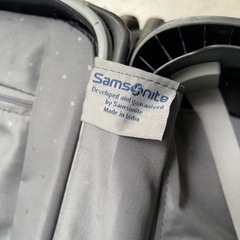 Samsonite
Developed and guaranteed
by Samsonite
Made in India